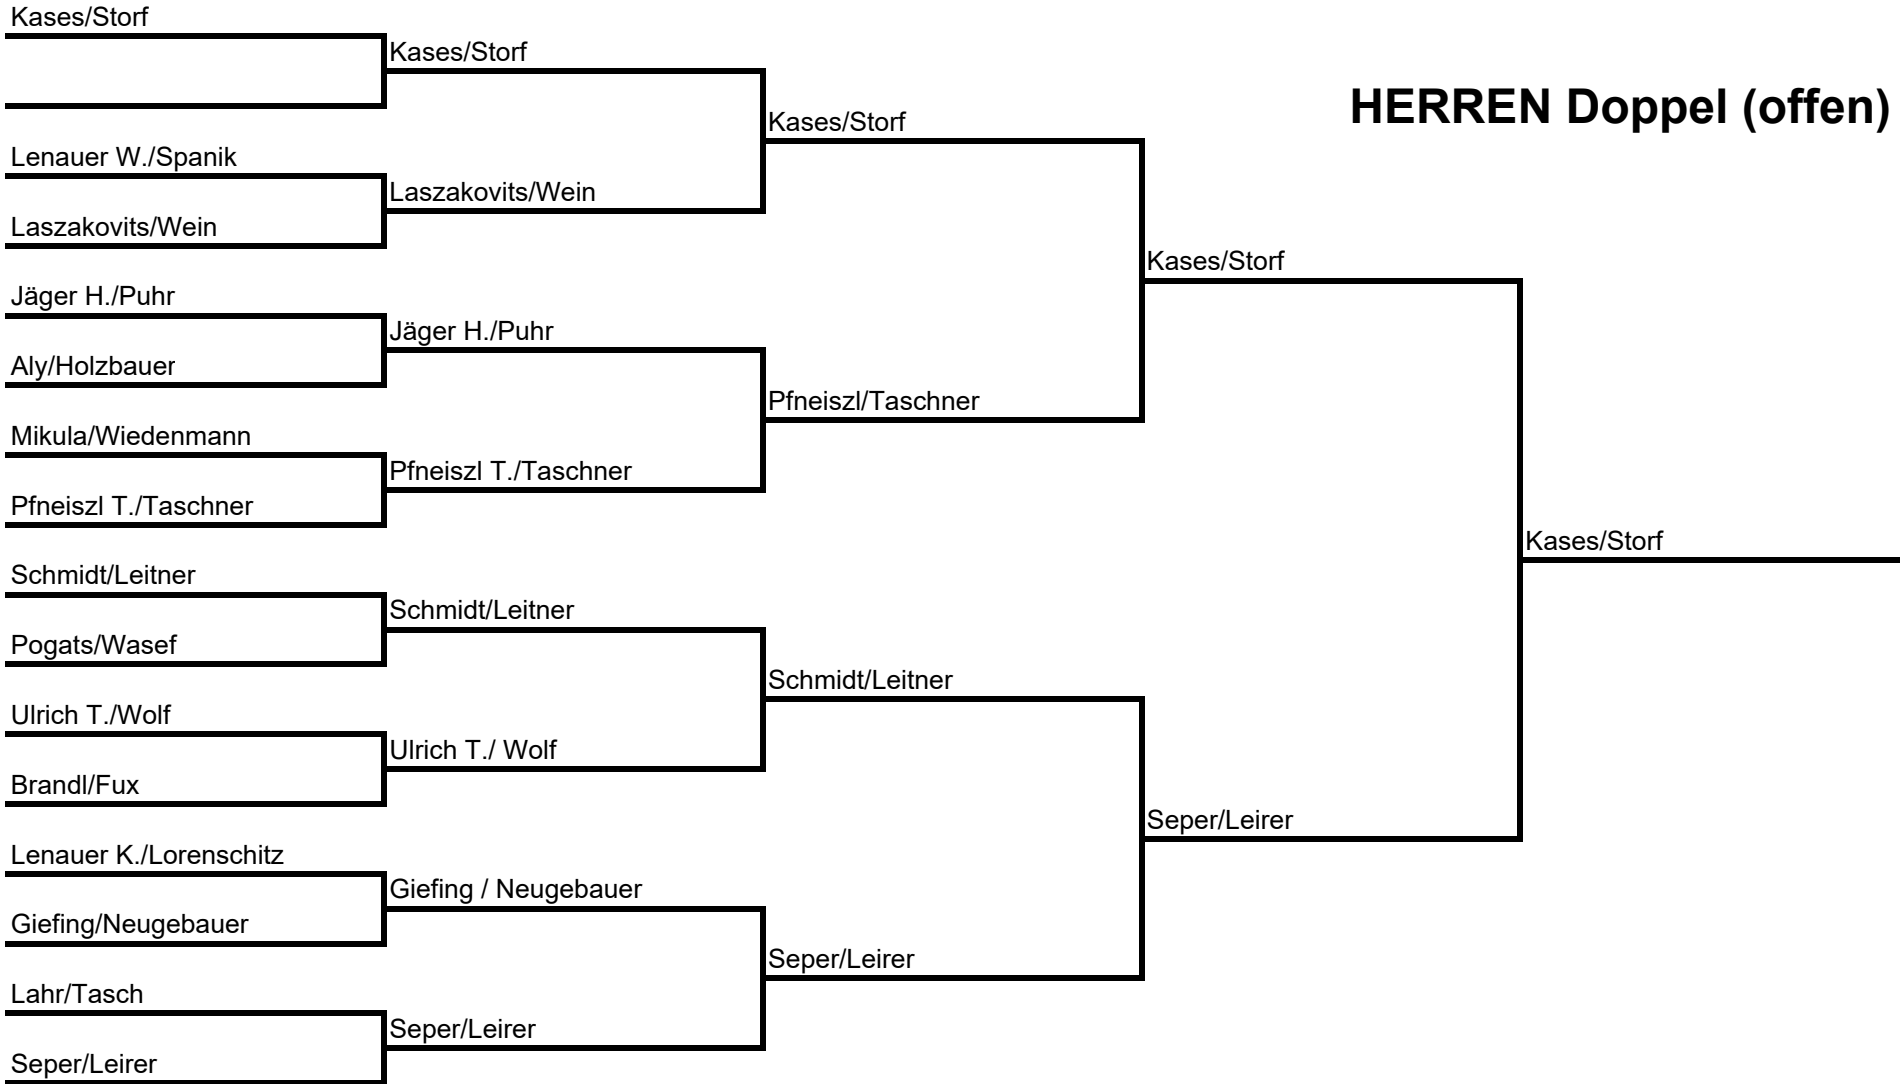 Kases/Storf
Kases/Storf
HERREN Doppel (offen)
Kases/Storf
Lenauer W./Spanik
Laszakovits/Wein
Laszakovits/Wein
Kases/Storf
Jäger H./Puhr
Jäger H./Puhr
Aly/Holzbauer
Pfneiszl/Taschner
Mikula/Wiedenmann
Pfneiszl T./Taschner
Pfneiszl T./Taschner
Kases/Storf
Schmidt/Leitner
Schmidt/Leitner
Pogats/Wasef
Schmidt/Leitner
Ulrich T./Wolf
Ulrich T./ Wolf
Brandl/Fux
Seper/Leirer
Lenauer K./Lorenschitz
Giefing / Neugebauer
Giefing/Neugebauer
Seper/Leirer
Lahr/Tasch
Seper/Leirer
Seper/Leirer